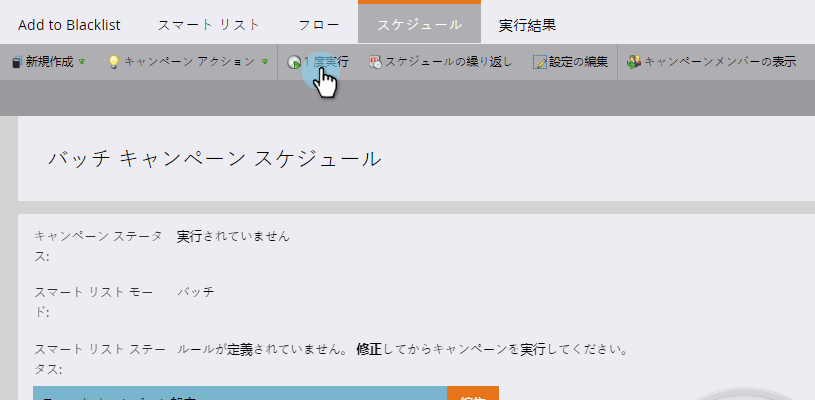 Add to Blacklist スマート リスト フロー スケジュール 実行結果
新規作成 キャンペーン アクション 1 度実行 スケジュールの繰り返し 設定の編集 キャンペーンメンバーの表示
バッチ キャンペーン スケジュール
キャンペーン ステータ 実行されていません
ス:
スマート リスト モー バッチ
ド:
スマート リスト ステー ルールが定義されていません。 修正してからキャンペーンを実行してください。
タス: